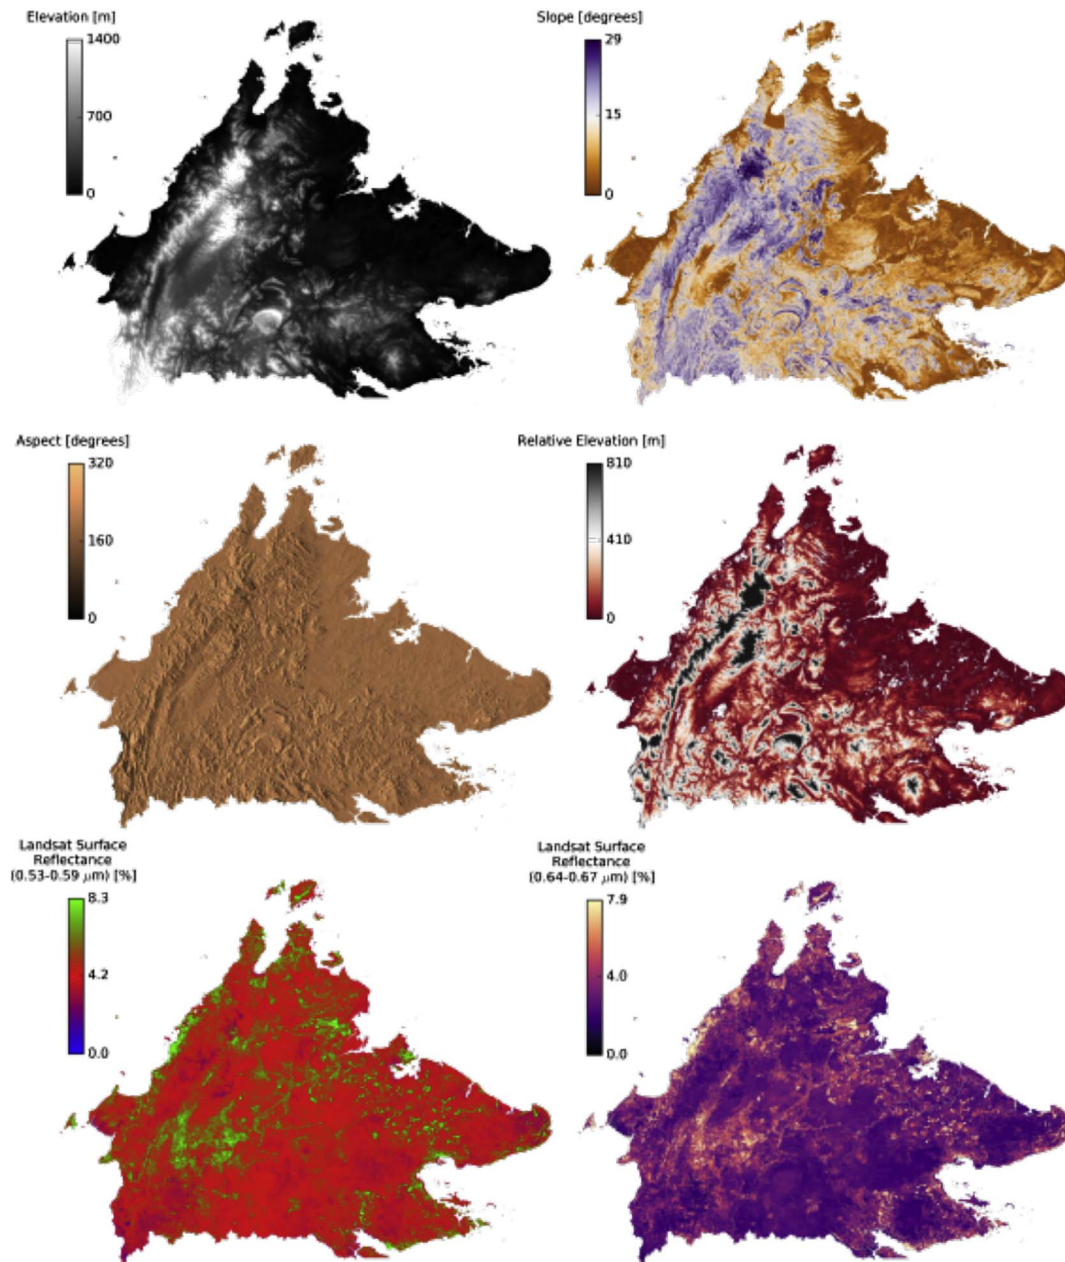 Elevation [m]
1400
700
0
Slope [degrees]
29
15
0
Aspect [degrees]
320
160
0
Relative Elevation [m]
810
410
0
Landsat Surface
Reflectance
(0.53-0.59 μm) [%]
8.3
4.2
0.0
Landsat Surface
Reflectance
(0.64-0.67 μm) [%]
7.9
4.0
0.0